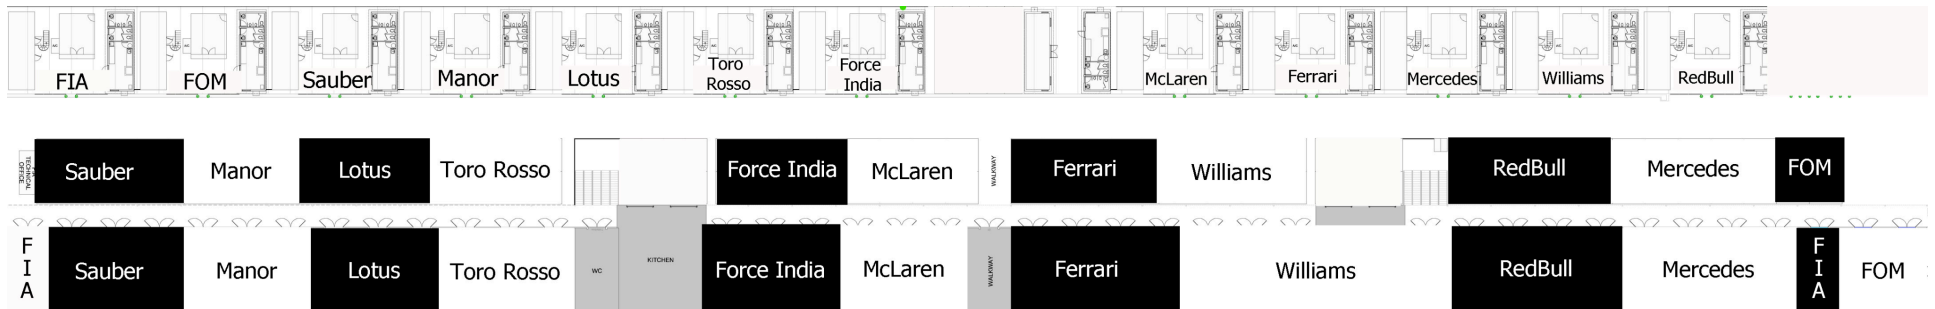 FIA
FOM
Sauber
Manor
Lotus
Toro
Rosso
Force
India
McLaren
Ferrari
Mercedes
Williams
RedBull
TECHNICAL
OFFICE
Sauber
Manor
Lotus
Toro Rosso
Force India
McLaren
WALKWAY
Ferrari
Williams
RedBull
Mercedes
FOM
FIA
Sauber
Manor
Lotus
Toro Rosso
WC
KITCHEN
Force India
McLaren
WALKWAY
Ferrari
Williams
RedBull
Mercedes
FIA
FOM